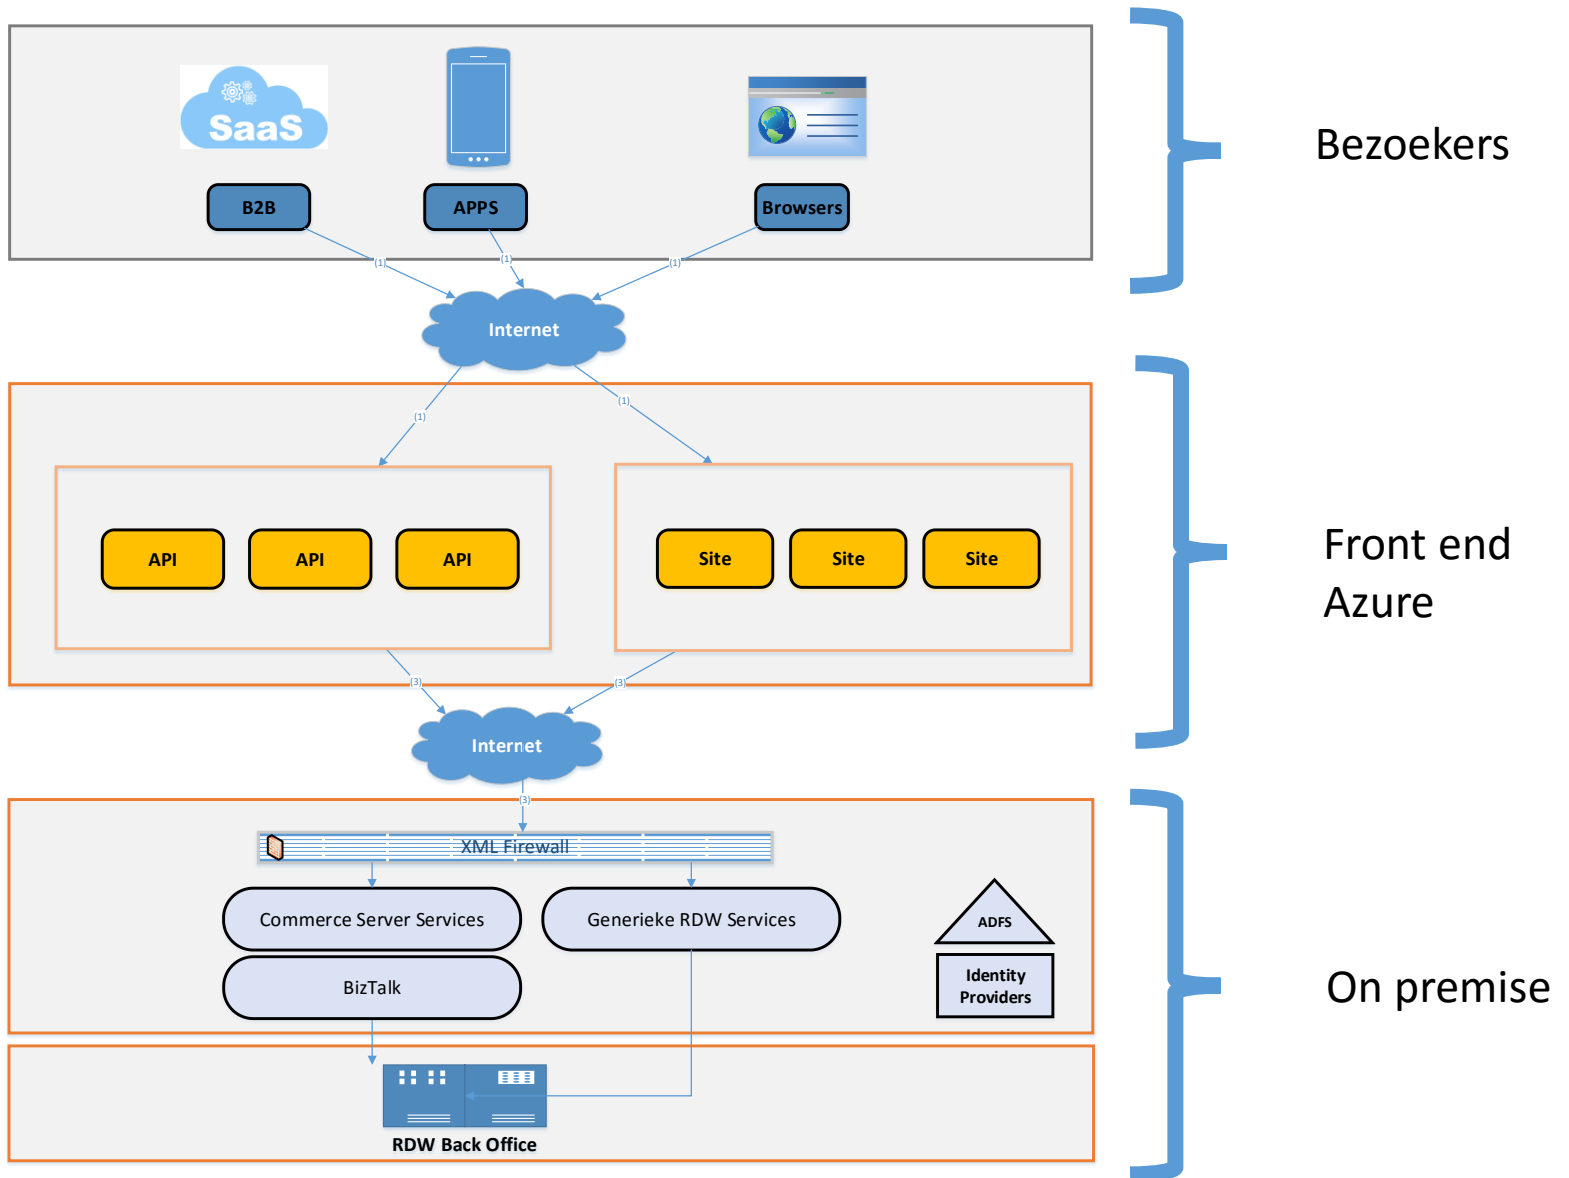 SaaS
B2B
APPS
Browsers
Bezoekers
(1)
(1)
(1)
Internet
(1)
(1)
API
API
API
Site
Site
Site
Front end
Azure
(3)
(3)
Internet
(3)
XML Firewall
Commerce Server Services
Generieke RDW Services
ADFS
BizTalk
Identity
Providers
On premise
RDW Back Office